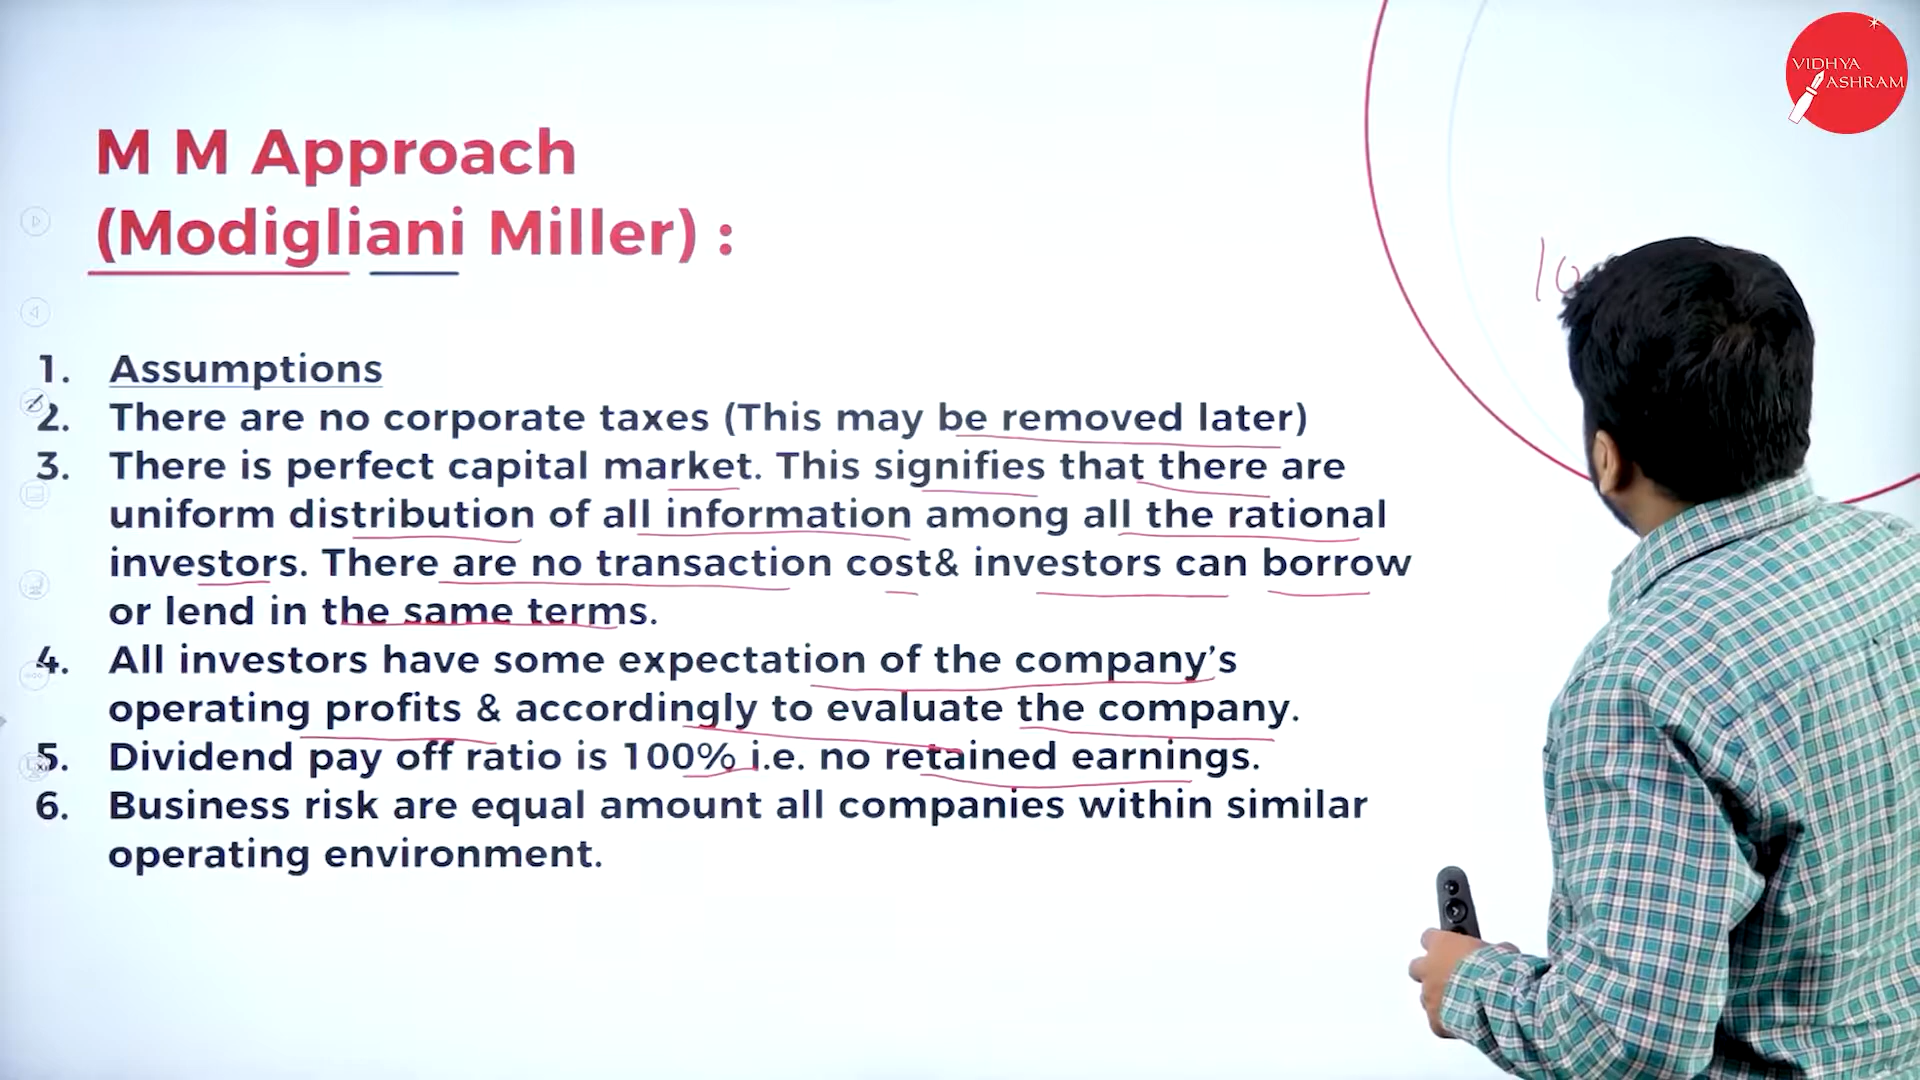 VIDHYA
ASHRAM
M M Approach
(Modigliani Miller) :
10
1. Assumptions
2. There are no corporate taxes (This may be removed later)
3. There is perfect capital market. This signifies that there are
uniform distribution of all information among all the rational
investors. There are no transaction cost& investors can borrow
or lend in the same terms.
4. All investors have some expectation of the company's
operating profits & accordingly to evaluate the company.
5. Dividend pay off ratio is 100% i.e. no retained earnings.
6. Business risk are equal amount all companies within similar
operating environment.